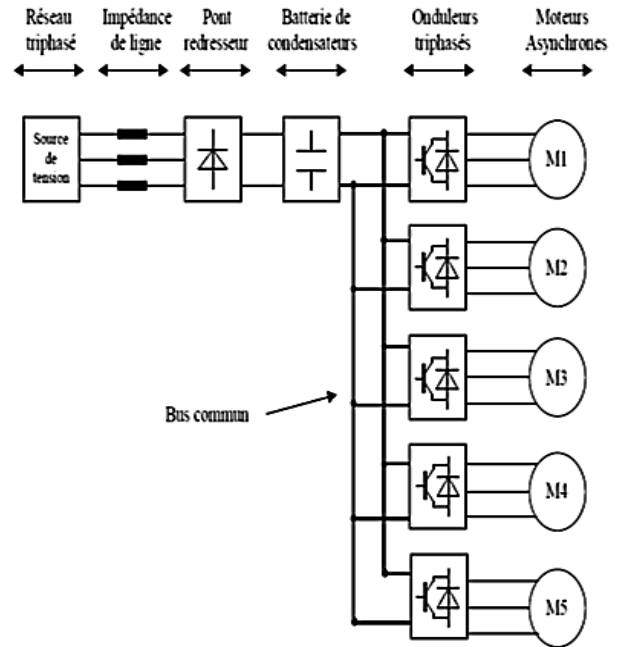 Réseau
triphasé
Impédance
de ligne
Pont
redresseur
Batterie de
condensateurs
Onduleurs
triphasés
Moteurs
Asynchrones
Source
de
tension
M1
M2
M3
M4
M5
Bus commun